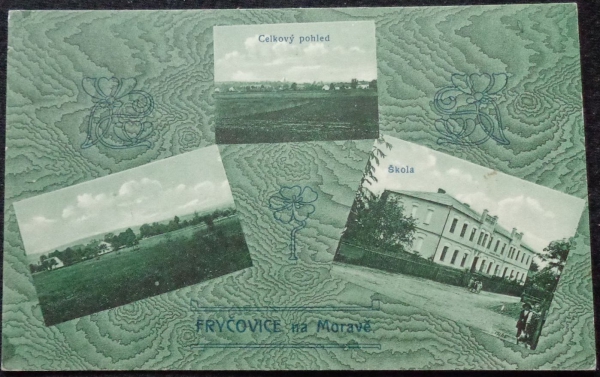 Celkový pohled
Škola
FRYČOVICE na Moravě.